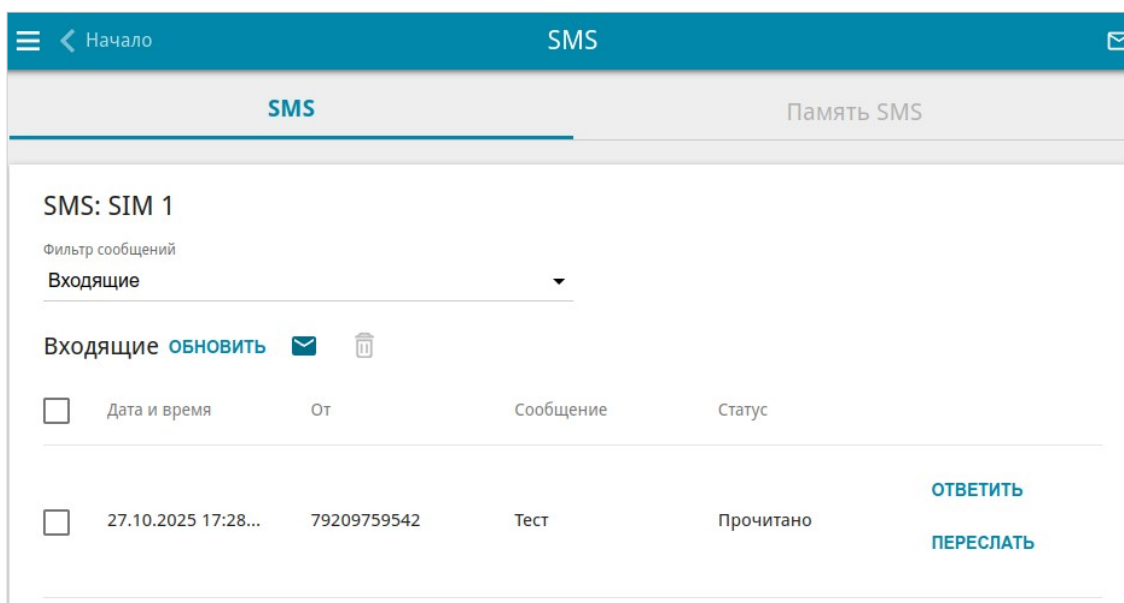 Начало SMS
SMS Память SMS
SMS: SIM 1
Фильтр сообщений
Входящие
Входящие ОБНОВИТЬ
Дата и время От Сообщение Статус
ОТВЕТИТЬ
27.10.2025 17:28... 79209759542 Тест Прочитано
ПЕРЕСЛАТЬ